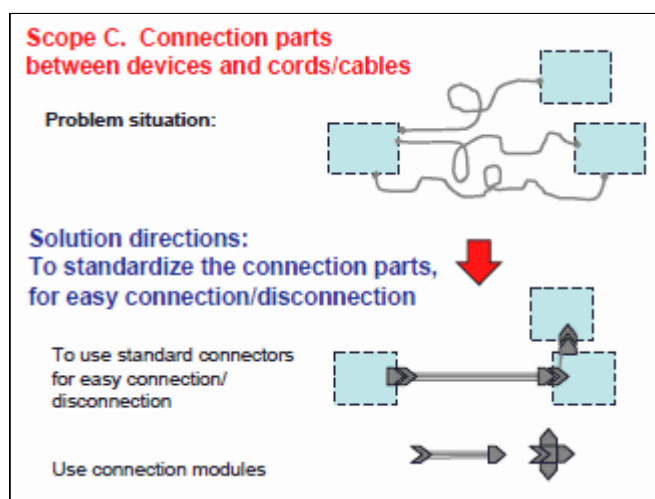 Scope C. Connection parts
between devices and cords/cables
Problem situation:
Solution directions:
To standardize the connection parts,
for easy connection/disconnection
To use standard connectors
for easy connection/
disconnection
Use connection modules